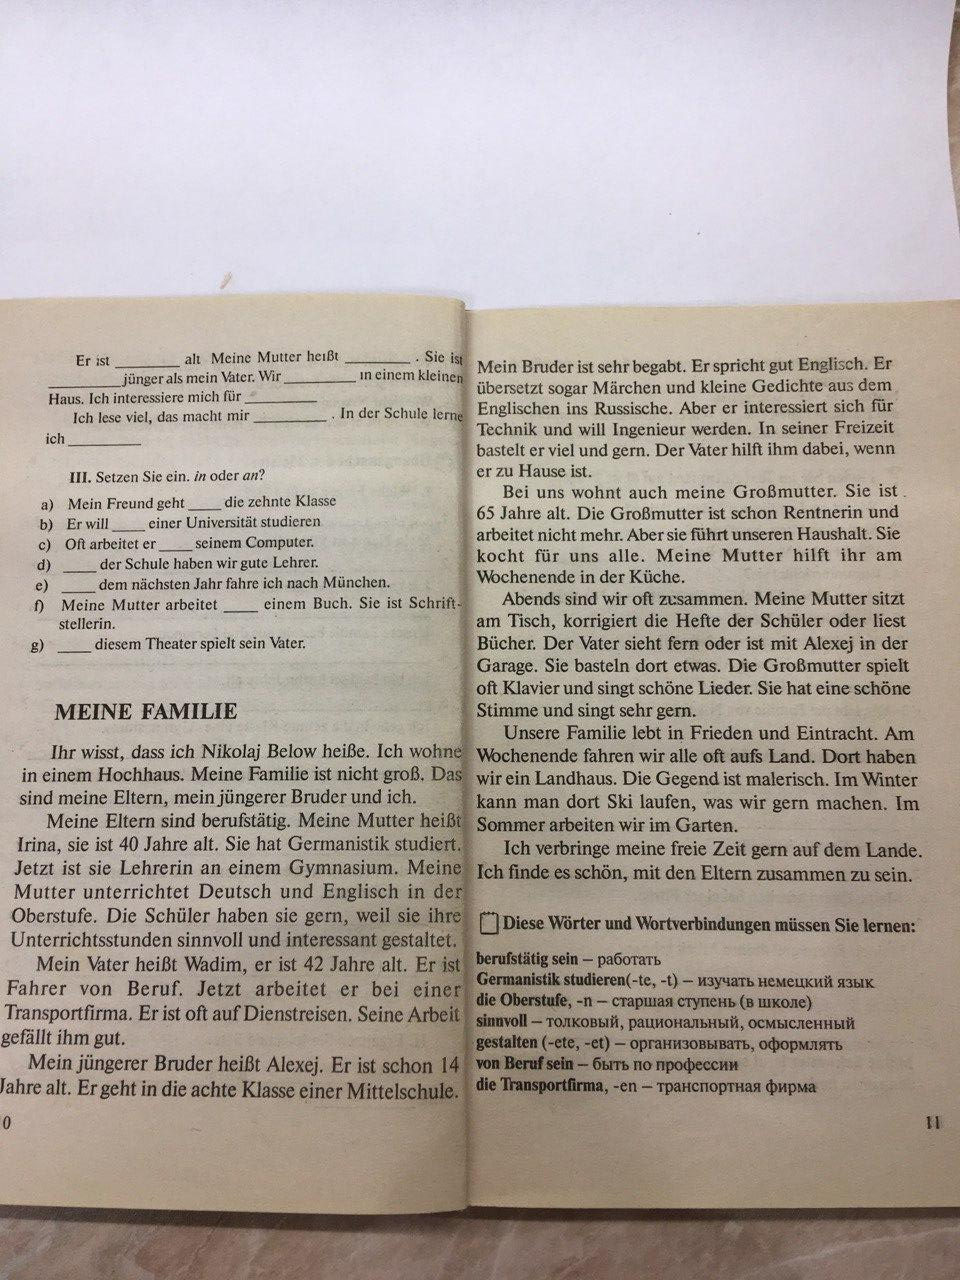 Er ist ________ alt Meine Mutter heißt ________ . Sie ist
________ jünger als mein Vater. Wir ________ in einem kleinen
Haus. Ich interessiere mich für ________
Ich lese viel, das macht mir ________ . In der Schule lerne
ich ________
III. Setzen Sie ein. in oder an?
a) Mein Freund geht ____ die zehnte Klasse
b) Er will ____ einer Universität studieren
c) Oft arbeitet er ____ seinem Computer.
d) ____ der Schule haben wir gute Lehrer.
e) ____ dem nächsten Jahr fahre ich nach München.
f) Meine Mutter arbeitet ____ einem Buch. Sie ist Schrift-
stellerin.
g) ____ diesem Theater spielt sein Vater.
MEINE FAMILIE
Ihr wisst, dass ich Nikolaj Below heiße. Ich wohne
in einem Hochhaus. Meine Familie ist nicht groß. Das
sind meine Eltern, mein jüngerer Bruder und ich.
Meine Eltern sind berufstätig. Meine Mutter heißt
Irina, sie ist 40 Jahre alt. Sie hat Germanistik studiert.
Jetzt ist sie Lehrerin an einem Gymnasium. Meine
Mutter unterrichtet Deutsch und Englisch in der
Oberstufe. Die Schüler haben sie gern, weil sie ihre
Unterrichtsstunden sinnvoll und interessant gestaltet.
Mein Vater heißt Wadim, er ist 42 Jahre alt. Er ist
Fahrer von Beruf. Jetzt arbeitet er bei einer
Transportfirma. Er ist oft auf Dienstreisen. Seine Arbeit
gefällt ihm gut.
Mein jüngerer Bruder heißt Alexej. Er ist schon 14
Jahre alt. Er geht in die achte Klasse einer Mittelschule.
0
Mein Bruder ist sehr begabt. Er spricht gut Englisch. Er
übersetzt sogar Märchen und kleine Gedichte aus dem
Englischen ins Russische. Aber er interessiert sich für
Technik und will Ingenieur werden. In seiner Freizeit
bastelt er viel und gern. Der Vater hilft ihm dabei, wenn
er zu Hause ist.
Bei uns wohnt auch meine Großmutter. Sie ist
65 Jahre alt. Die Großmutter ist schon Rentnerin und
arbeitet nicht mehr. Aber sie führt unseren Haushalt. Sie
kocht für uns alle. Meine Mutter hilft ihr am
Wochenende in der Küche.
Abends sind wir oft zusammen. Meine Mutter sitzt
am Tisch, korrigiert die Hefte der Schüler oder liest
Bücher. Der Vater sieht fern oder ist mit Alexej in der
Garage. Sie basteln dort etwas. Die Großmutter spielt
oft Klavier und singt schöne Lieder. Sie hat eine schöne
Stimme und singt sehr gern.
Unsere Familie lebt in Frieden und Eintracht. Am
Wochenende fahren wir alle oft aufs Land. Dort haben
wir ein Landhaus. Die Gegend ist malerisch. Im Winter
kann man dort Ski laufen, was wir gern machen. Im
Sommer arbeiten wir im Garten.
Ich verbringe meine freie Zeit gern auf dem Lande.
Ich finde es schön, mit den Eltern zusammen zu sein.
Diese Wörter und Wortverbindungen müssen Sie lernen:
berufstätig sein – работать
Germanistik studieren(-te, -t) – изучать немецкий язык
die Oberstufe, -n – старшая ступень (в школе)
sinnvoll – толковый, рациональный, осмысленный
gestalten (-ete, -et) – организовывать, оформлять
von Beruf sein – быть по профессии
die Transportfirma, -en – транспортная фирма
11